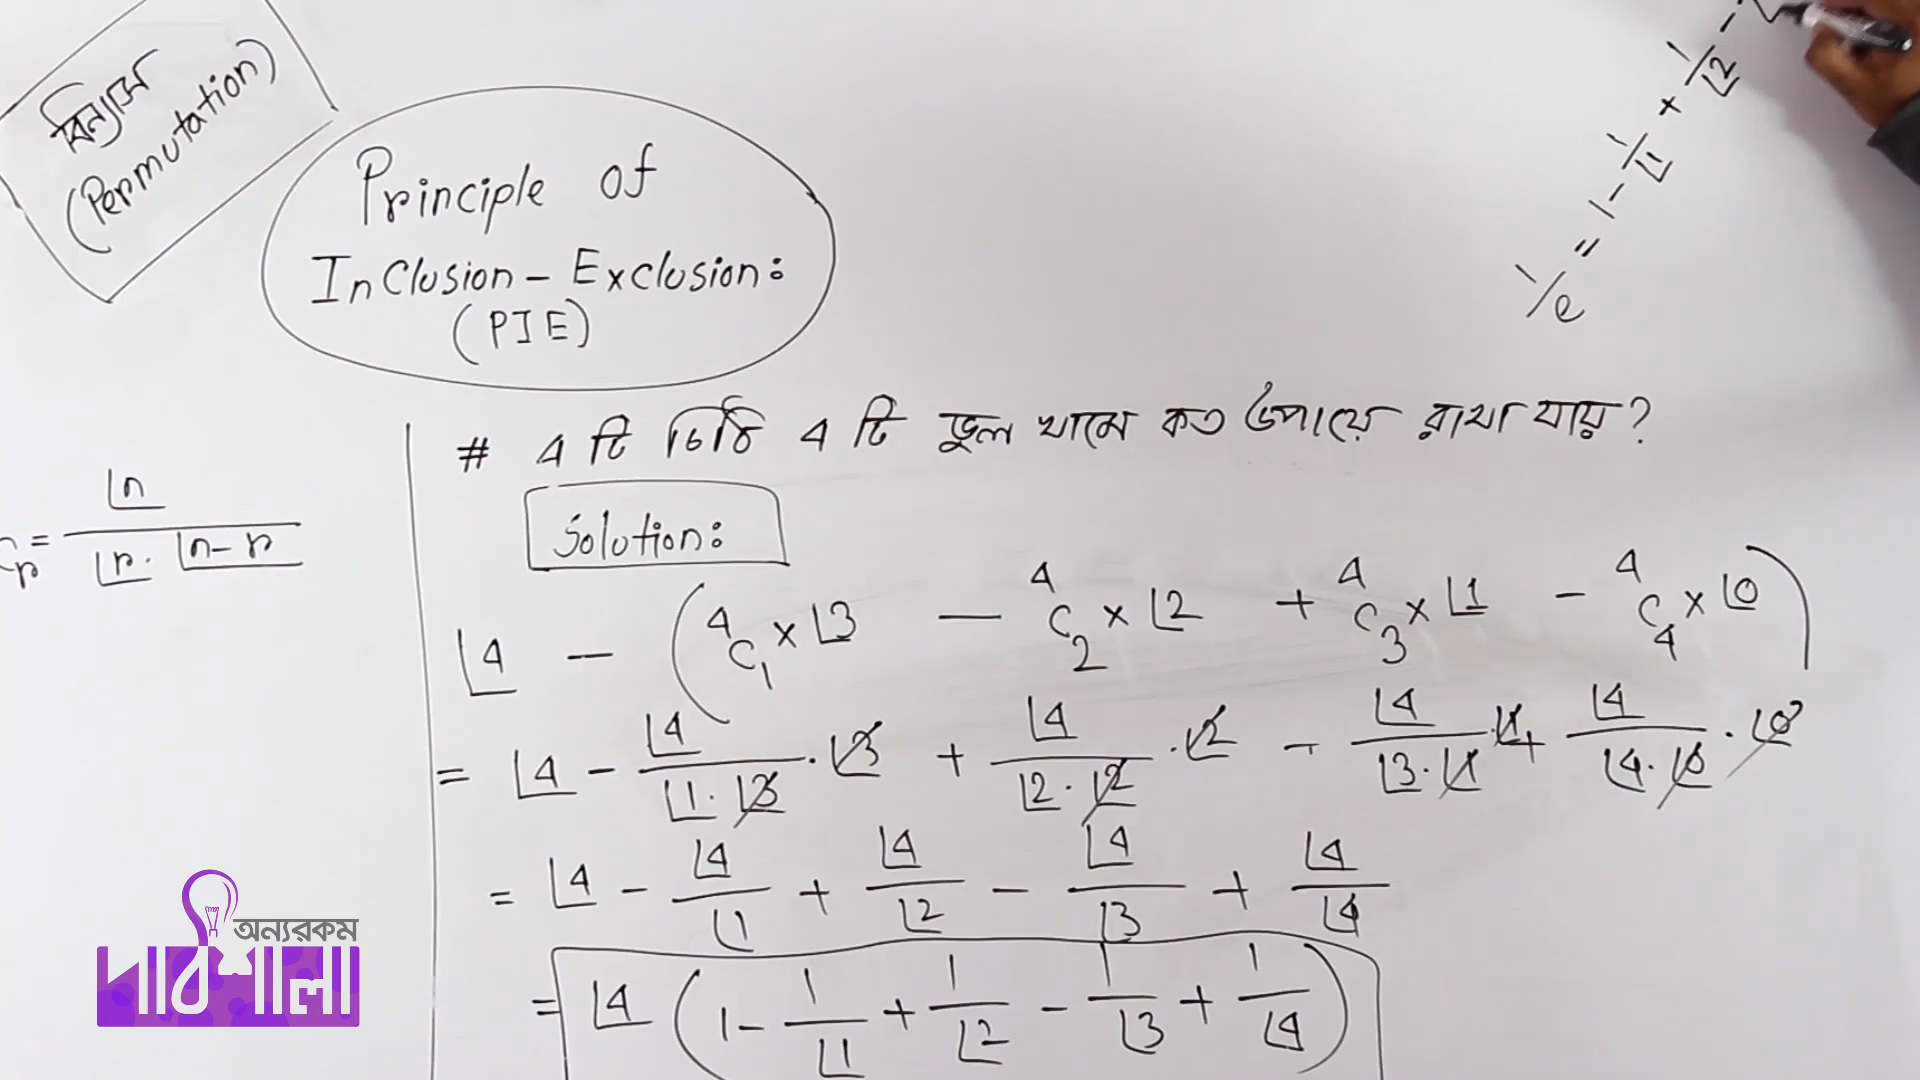 বিন্যাস
(Permutation)
Principle of
Inclusion - Exclusion:
(PIE)
1/e = 1 - 1/⌊1 + 1/⌊2 -
# 4 টি চিঠি 4 টি ভুল খামে কত উপায়ে রাখা যায়?
Solution:
C_r = ⌊n / (⌊r . ⌊n-r)
⌊4 - (⁴C₁ × ⌊3 - ⁴C₂ × ⌊2 + ⁴C₃ × ⌊1 - ⁴C₄ × ⌊0)
= ⌊4 - ⌊4/(⌊1 . ⌊3) . ⌊3 + ⌊4/(⌊2 . ⌊2) . ⌊2 - ⌊4/(⌊3 . ⌊1) . ⌊1 + ⌊4/(⌊4 . ⌊0) . ⌊0
= ⌊4 - ⌊4/⌊1 + ⌊4/⌊2 - ⌊4/⌊3 + ⌊4/⌊4
= ⌊4 (1 - 1/⌊1 + 1/⌊2 - 1/⌊3 + 1/⌊4)
অন্যরকম
পাঠশালা